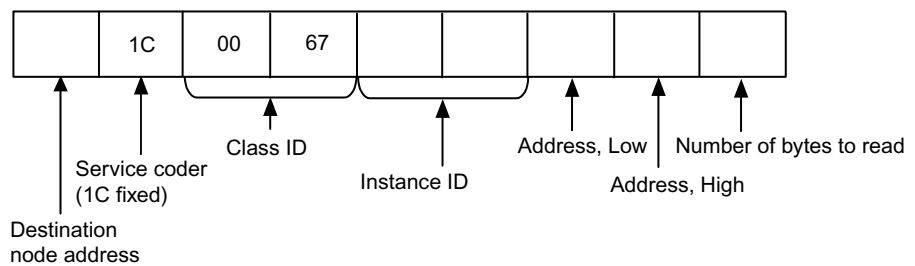 1C 00 67
Class ID
Address, Low
Number of bytes to read
Service coder
(1C fixed)
Instance ID
Address, High
Destination
node address